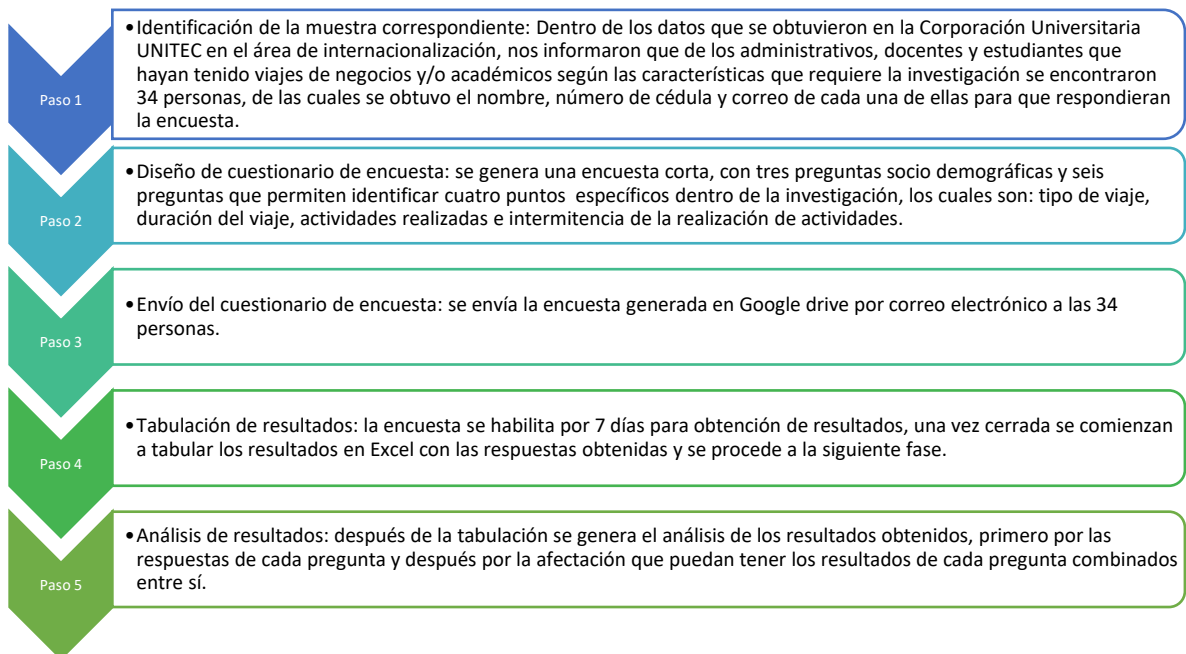 Paso 1
•Identificación de la muestra correspondiente: Dentro de los datos que se obtuvieron en la Corporación Universitaria
UNITEC en el área de internacionalización, nos informaron que de los administrativos, docentes y estudiantes que
hayan tenido viajes de negocios y/o académicos según las características que requiere la investigación se encontraron
34 personas, de las cuales se obtuvo el nombre, número de cédula y correo de cada una de ellas para que respondieran
la encuesta.
Paso 2
•Diseño de cuestionario de encuesta: se genera una encuesta corta, con tres preguntas socio demográficas y seis
preguntas que permiten identificar cuatro puntos específicos dentro de la investigación, los cuales son: tipo de viaje,
duración del viaje, actividades realizadas e intermitencia de la realización de actividades.
Paso 3
•Envío del cuestionario de encuesta: se envía la encuesta generada en Google drive por correo electrónico a las 34
personas.
Paso 4
•Tabulación de resultados: la encuesta se habilita por 7 días para obtención de resultados, una vez cerrada se comienzan
a tabular los resultados en Excel con las respuestas obtenidas y se procede a la siguiente fase.
Paso 5
•Análisis de resultados: después de la tabulación se genera el análisis de los resultados obtenidos, primero por las
respuestas de cada pregunta y después por la afectación que puedan tener los resultados de cada pregunta combinados
entre sí.